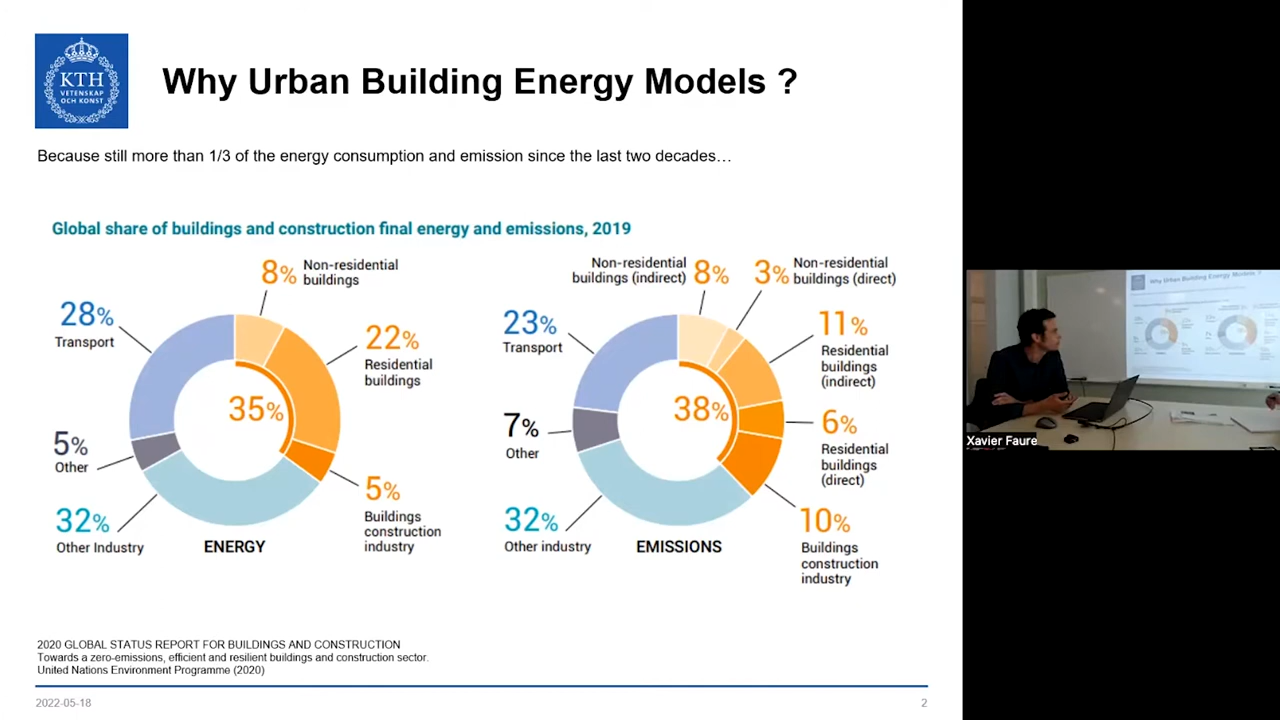 KTH
VETENSKAP
OCH KONST
Why Urban Building Energy Models ?
Because still more than 1/3 of the energy consumption and emission since the last two decades…
Global share of buildings and construction final energy and emissions, 2019
8% Non-residential
buildings
28%
Transport
22%
Residential
buildings
35%
5%
Other
5%
Buildings
construction
industry
32%
Other Industry
ENERGY
Non-residential
buildings (indirect) 8%
3% Non-residential
buildings (direct)
23%
Transport
11%
Residential
buildings
(indirect)
38%
7%
Other
6%
Residential
buildings
(direct)
32%
Other industry
10%
Buildings
construction
industry
EMISSIONS
2020 GLOBAL STATUS REPORT FOR BUILDINGS AND CONSTRUCTION
Towards a zero-emissions, efficient and resilient buildings and construction sector.
United Nations Environment Programme (2020)
2022-05-18
2
Why Urban Building Energy Models ?
Xavier Faure